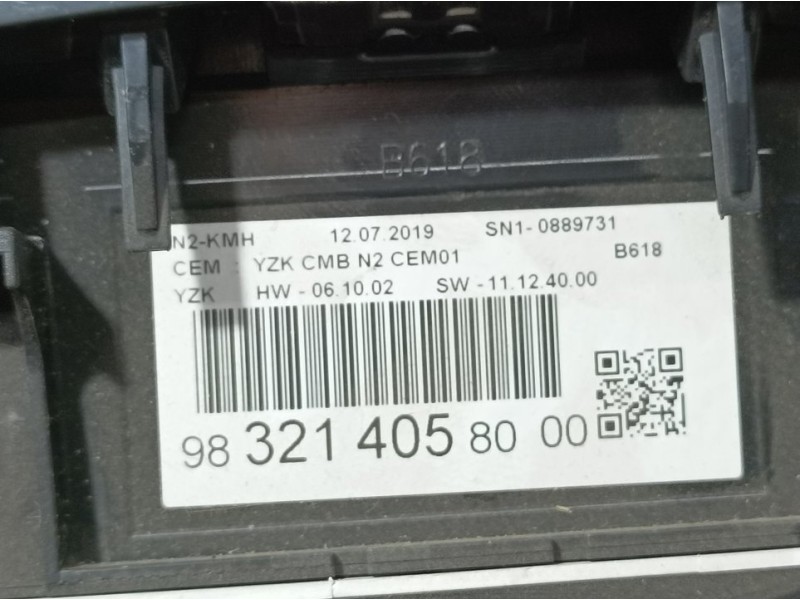 B618
N2-KMH 12.07.2019 SN1-0889731
CEM : YZK CMB N2 CEM01 B618
YZK HW - 06.10.02 SW - 11.12.40.00
98 321 405 80 00